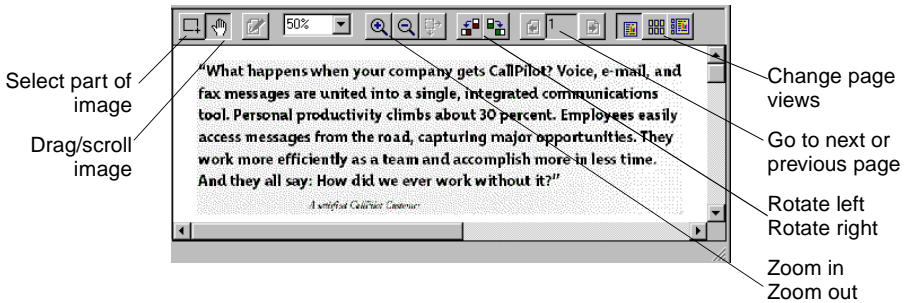 50%
1
Select part of
image
Drag/scroll
image
“What happens when your company gets CallPilot? Voice, e-mail, and
fax messages are united into a single, integrated communications
tool. Personal productivity climbs about 30 percent. Employees easily
access messages from the road, capturing major opportunities. They
work more efficiently as a team and accomplish more in less time.
And they all say: How did we ever work without it?”
A satisfied CallPilot Customer
Change page
views
Go to next or
previous page
Rotate left
Rotate right
Zoom in
Zoom out